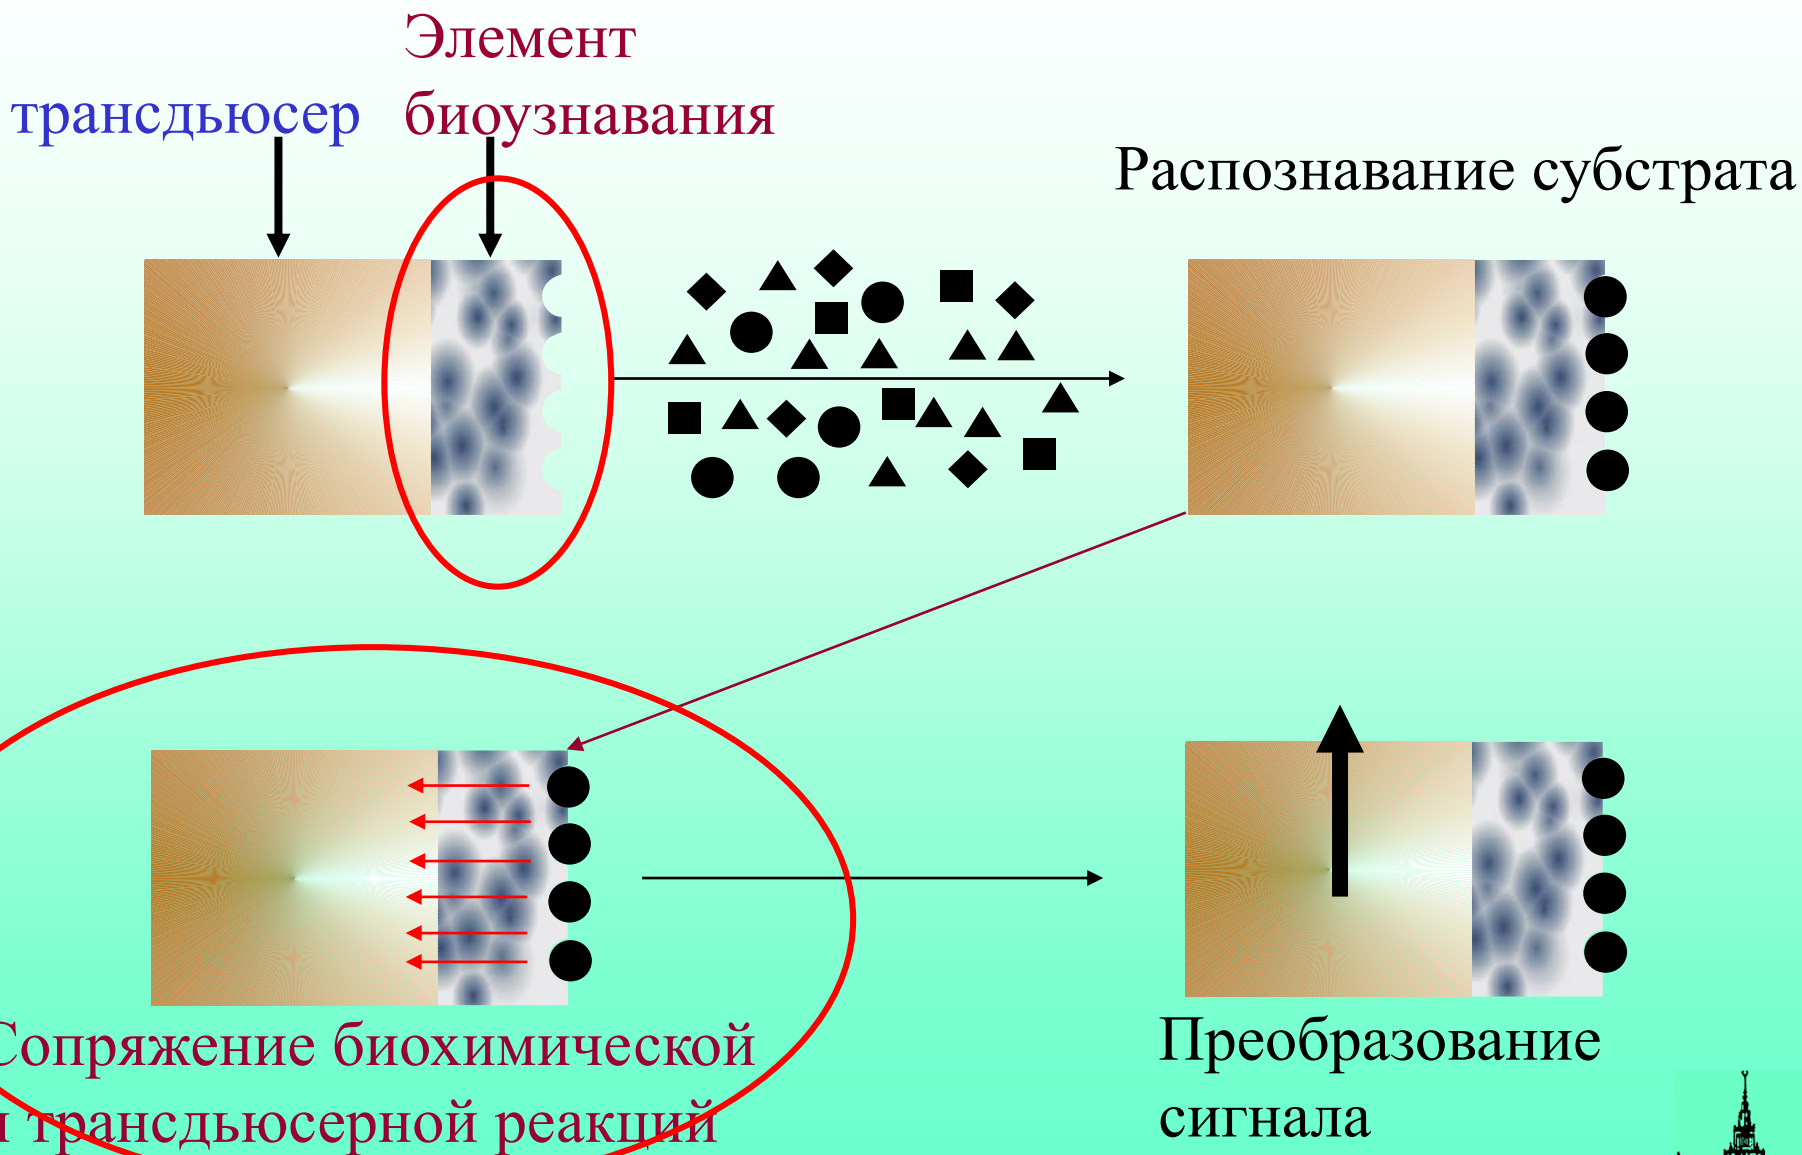 Элемент
трансдьюсер биоузнавания
Распознавание субстрата
Сопряжение биохимической
и трансдьюсерной реакций
Преобразование
сигнала